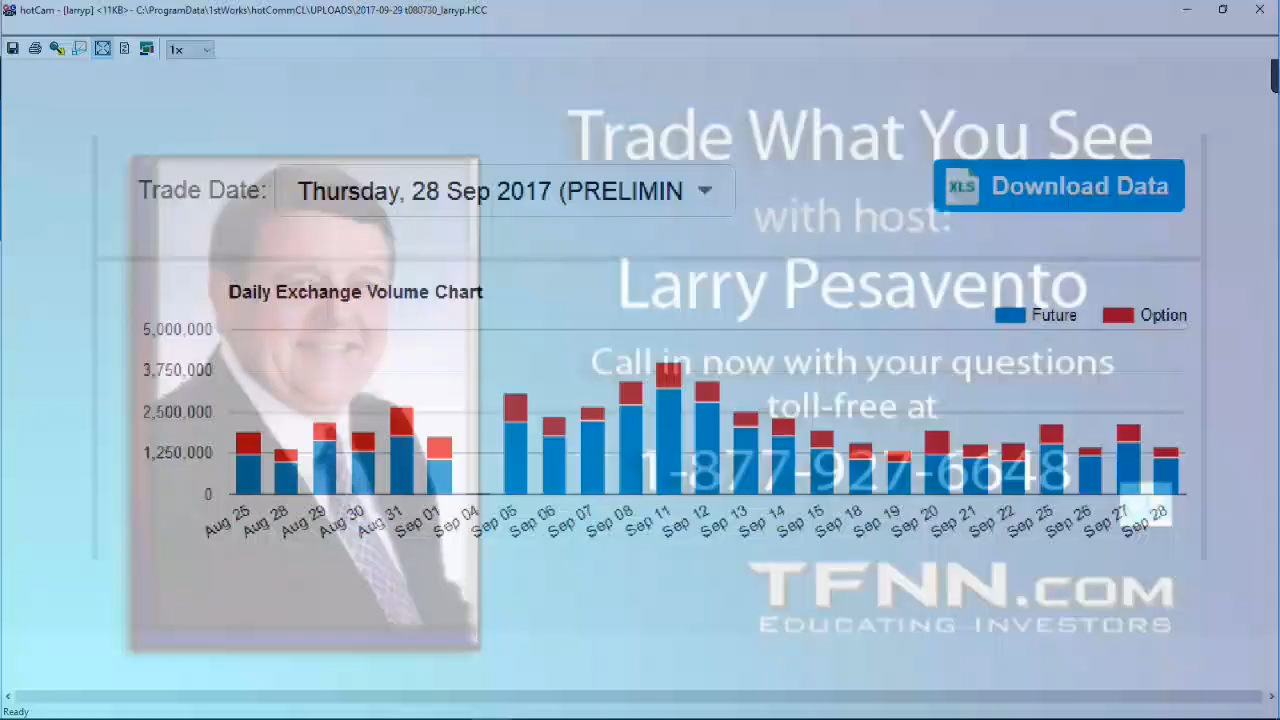 hotCam - [larryp] <11KB> - C:\ProgramData\1stWorks\hotCommCL\UPLOADS\2017-09-29 t080730_larryp.HCC
1x
Trade What You See
Trade Date:
Thursday, 28 Sep 2017 (PRELIMIN
XLS
Download Data
with host:
Larry Pesavento
Daily Exchange Volume Chart
Future
Option
5,000,000
Call in now with your questions
3,750,000
toll-free at
2,500,000
1,250,000
1-877-927-6648
0
Aug 25
Aug 28
Aug 29
Aug 30
Aug 31
Sep 01
Sep 04
Sep 05
Sep 06
Sep 07
Sep 08
Sep 11
Sep 12
Sep 13
Sep 14
Sep 15
Sep 18
Sep 19
Sep 20
Sep 21
Sep 22
Sep 25
Sep 26
Sep 27
Sep 28
TFNN.COM
EDUCATING INVESTORS
Ready